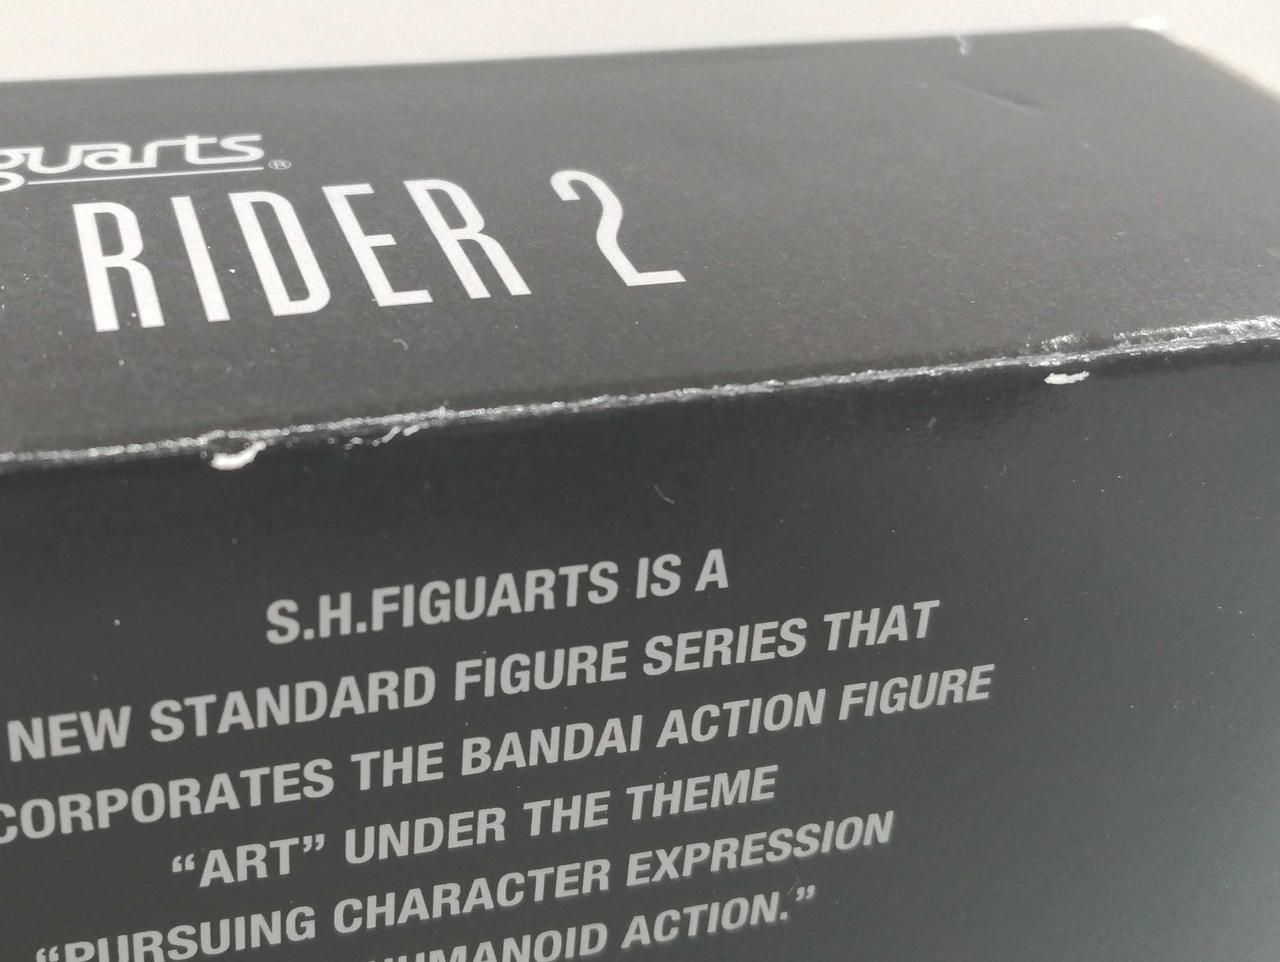 guarts®
RIDER 2
S.H.FIGUARTS IS A
NEW STANDARD FIGURE SERIES THAT
CORPORATES THE BANDAI ACTION FIGURE
“ART” UNDER THE THEME
“PURSUING CHARACTER EXPRESSION
HUMANOID ACTION.”